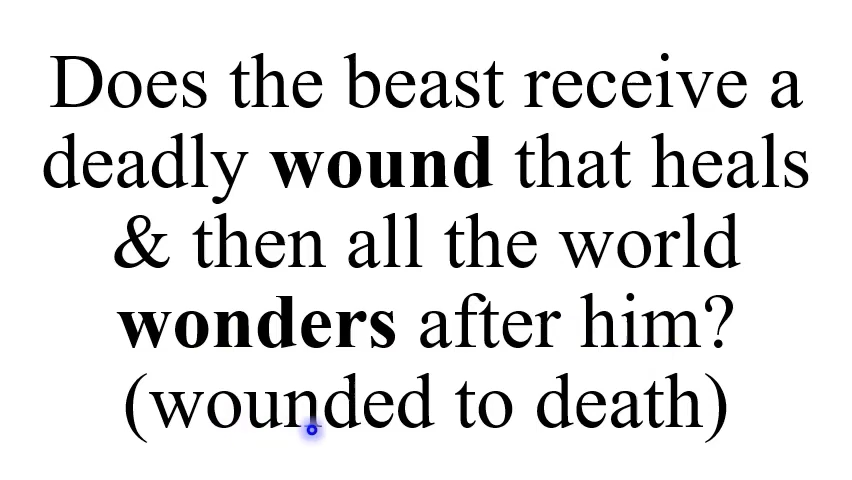 Does the beast receive a
deadly wound that heals
& then all the world
wonders after him?
(wounded to death)